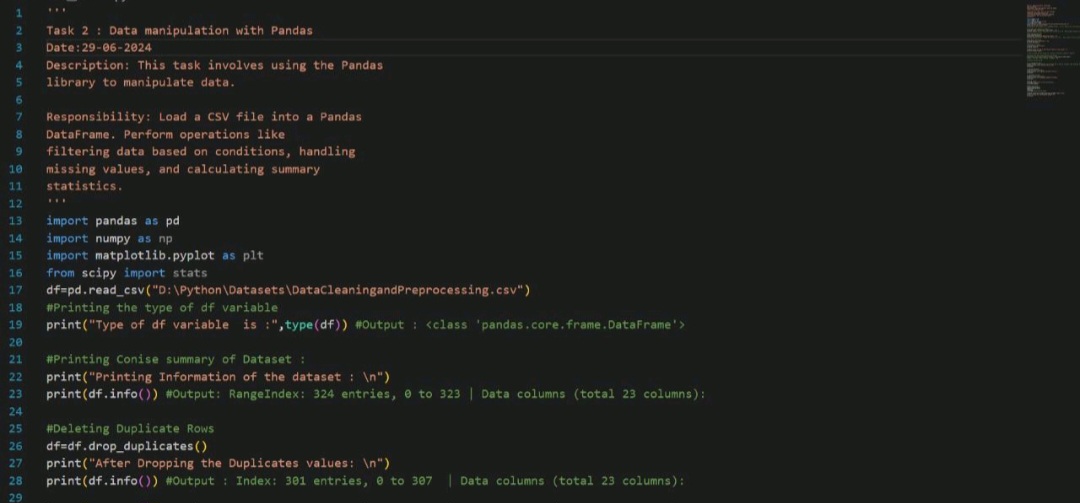 1 '''
2 Task 2 : Data manipulation with Pandas
3 Date:29-06-2024
4 Description: This task involves using the Pandas
5 library to manipulate data.
6
7 Responsibility: Load a CSV file into a Pandas
8 DataFrame. Perform operations like
9 filtering data based on conditions, handling
10 missing values, and calculating summary
11 statistics.
12 '''
13 import pandas as pd
14 import numpy as np
15 import matplotlib.pyplot as plt
16 from scipy import stats
17 df=pd.read_csv("D:\Python\Datasets\DataCleaningandPreprocessing.csv")
18 #Printing the type of df variable
19 print("Type of df variable  is :",type(df)) #Output : <class 'pandas.core.frame.DataFrame'>
20
21 #Printing Conise summary of Dataset :
22 print("Printing Information of the dataset : \n")
23 print(df.info()) #Output: RangeIndex: 324 entries, 0 to 323 | Data columns (total 23 columns):
24
25 #Deleting Duplicate Rows
26 df=df.drop_duplicates()
27 print("After Dropping the Duplicates values: \n")
28 print(df.info()) #Output : Index: 301 entries, 0 to 307  | Data columns (total 23 columns):
29